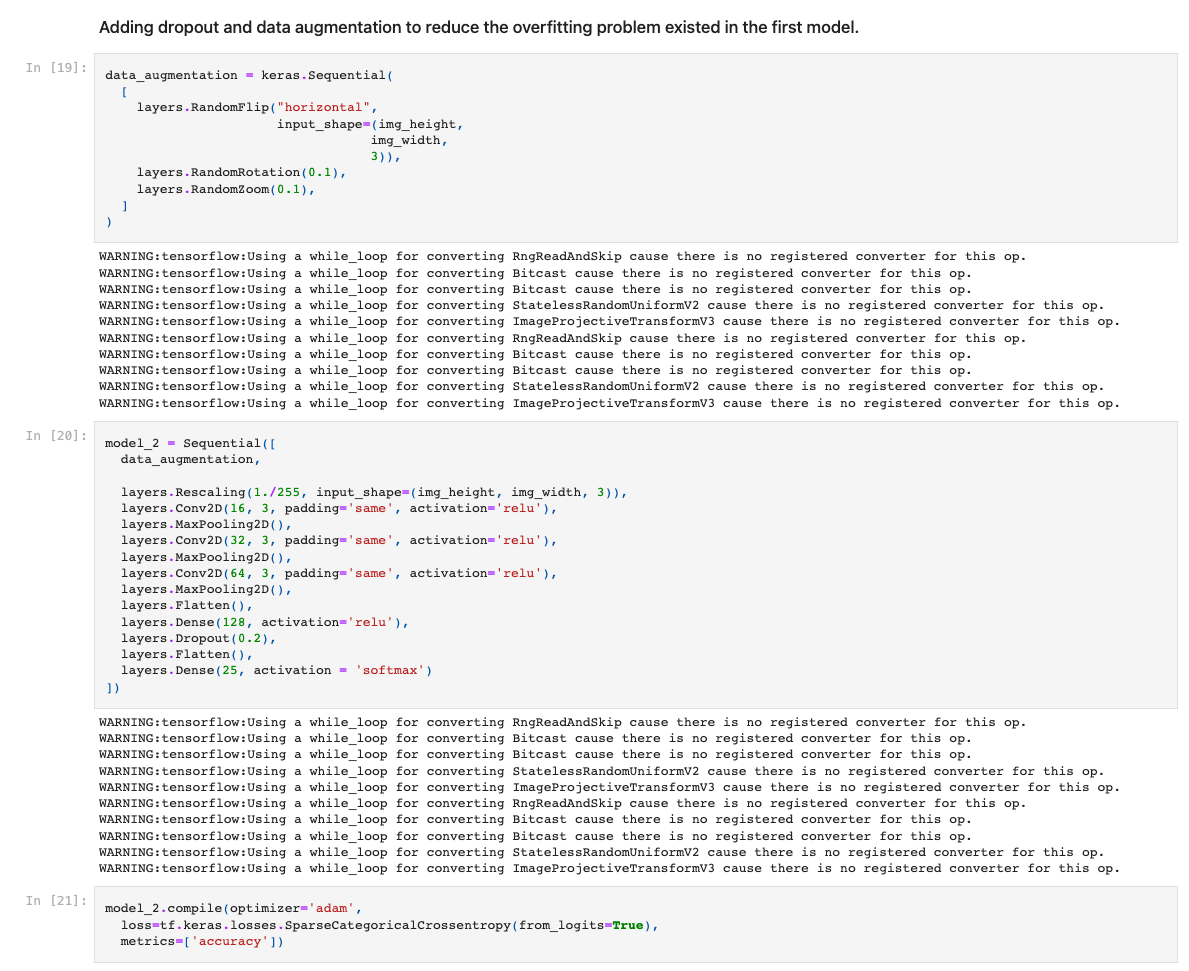 Adding dropout and data augmentation to reduce the overfitting problem existed in the first model.
In [19]:
data_augmentation = keras.Sequential(
  [
    layers.RandomFlip("horizontal",
                      input_shape=(img_height,
                                  img_width,
                                  3)),
    layers.RandomRotation(0.1),
    layers.RandomZoom(0.1),
  ]
)
WARNING:tensorflow:Using a while_loop for converting RngReadAndSkip cause there is no registered converter for this op.
WARNING:tensorflow:Using a while_loop for converting Bitcast cause there is no registered converter for this op.
WARNING:tensorflow:Using a while_loop for converting Bitcast cause there is no registered converter for this op.
WARNING:tensorflow:Using a while_loop for converting StatelessRandomUniformV2 cause there is no registered converter for this op.
WARNING:tensorflow:Using a while_loop for converting ImageProjectiveTransformV3 cause there is no registered converter for this op.
WARNING:tensorflow:Using a while_loop for converting RngReadAndSkip cause there is no registered converter for this op.
WARNING:tensorflow:Using a while_loop for converting Bitcast cause there is no registered converter for this op.
WARNING:tensorflow:Using a while_loop for converting Bitcast cause there is no registered converter for this op.
WARNING:tensorflow:Using a while_loop for converting StatelessRandomUniformV2 cause there is no registered converter for this op.
WARNING:tensorflow:Using a while_loop for converting ImageProjectiveTransformV3 cause there is no registered converter for this op.
In [20]:
model_2 = Sequential([
  data_augmentation,
  layers.Rescaling(1./255, input_shape=(img_height, img_width, 3)),
  layers.Conv2D(16, 3, padding='same', activation='relu'),
  layers.MaxPooling2D(),
  layers.Conv2D(32, 3, padding='same', activation='relu'),
  layers.MaxPooling2D(),
  layers.Conv2D(64, 3, padding='same', activation='relu'),
  layers.MaxPooling2D(),
  layers.Flatten(),
  layers.Dense(128, activation='relu'),
  layers.Dropout(0.2),
  layers.Flatten(),
  layers.Dense(25, activation = 'softmax')
])
WARNING:tensorflow:Using a while_loop for converting RngReadAndSkip cause there is no registered converter for this op.
WARNING:tensorflow:Using a while_loop for converting Bitcast cause there is no registered converter for this op.
WARNING:tensorflow:Using a while_loop for converting Bitcast cause there is no registered converter for this op.
WARNING:tensorflow:Using a while_loop for converting StatelessRandomUniformV2 cause there is no registered converter for this op.
WARNING:tensorflow:Using a while_loop for converting ImageProjectiveTransformV3 cause there is no registered converter for this op.
WARNING:tensorflow:Using a while_loop for converting RngReadAndSkip cause there is no registered converter for this op.
WARNING:tensorflow:Using a while_loop for converting Bitcast cause there is no registered converter for this op.
WARNING:tensorflow:Using a while_loop for converting Bitcast cause there is no registered converter for this op.
WARNING:tensorflow:Using a while_loop for converting StatelessRandomUniformV2 cause there is no registered converter for this op.
WARNING:tensorflow:Using a while_loop for converting ImageProjectiveTransformV3 cause there is no registered converter for this op.
In [21]:
model_2.compile(optimizer='adam',
  loss=tf.keras.losses.SparseCategoricalCrossentropy(from_logits=True),
  metrics=['accuracy'])